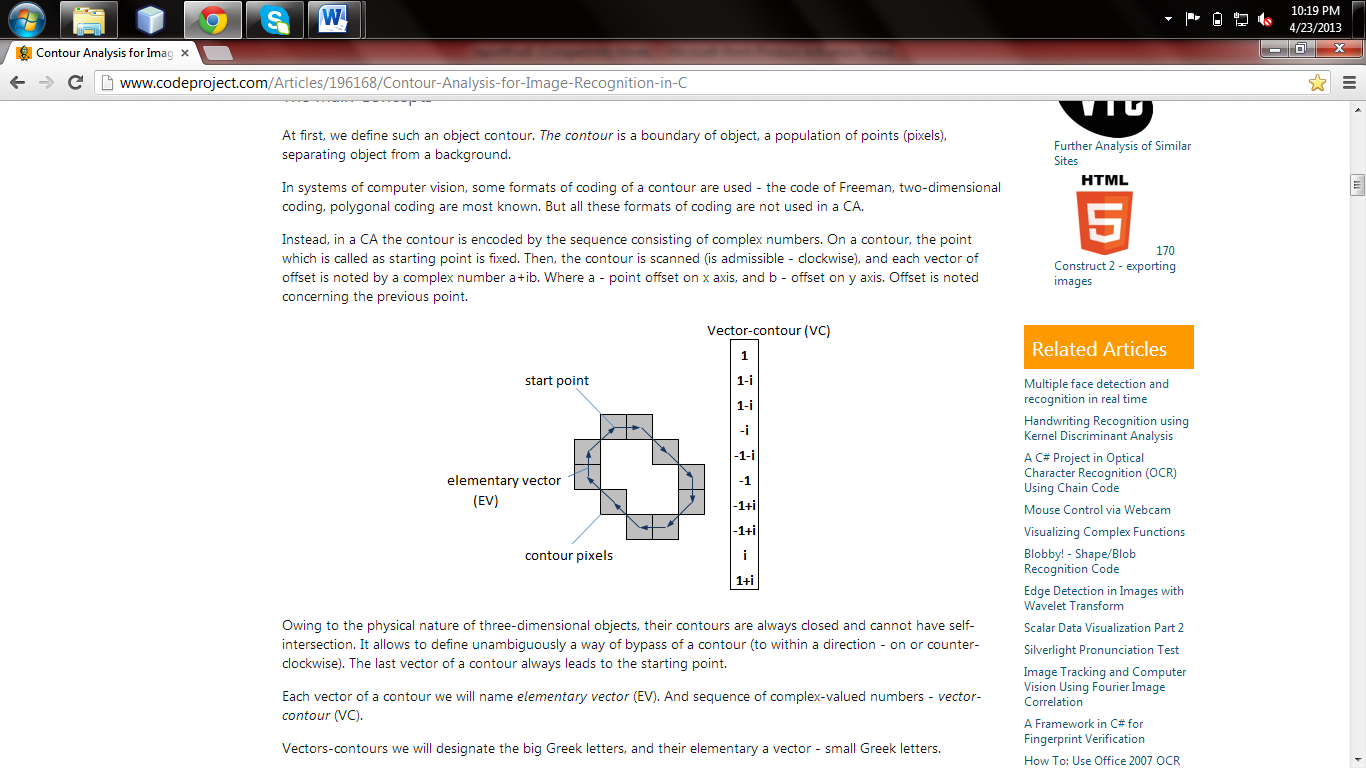 10:19 PM
4/23/2013
Contour Analysis for Imag
www.codeproject.com/Articles/196168/Contour-Analysis-for-Image-Recognition-in-C
The Main Concepts
At first, we define such an object contour. The contour is a boundary of object, a population of points (pixels),
separating object from a background.
In systems of computer vision, some formats of coding of a contour are used - the code of Freeman, two-dimensional
coding, polygonal coding are most known. But all these formats of coding are not used in a CA.
Instead, in a CA the contour is encoded by the sequence consisting of complex numbers. On a contour, the point
which is called as starting point is fixed. Then, the contour is scanned (is admissible - clockwise), and each vector of
offset is noted by a complex number a+ib. Where a - point offset on x axis, and b - offset on y axis. Offset is noted
concerning the previous point.
Vector-contour (VC)
1
1-i
1-i
-i
-1-i
-1
-1+i
-1+i
i
1+i
start point
elementary vector
(EV)
contour pixels
Owing to the physical nature of three-dimensional objects, their contours are always closed and cannot have self-
intersection. It allows to define unambiguously a way of bypass of a contour (to within a direction - on or counter-
clockwise). The last vector of a contour always leads to the starting point.
Each vector of a contour we will name elementary vector (EV). And sequence of complex-valued numbers - vector-
contour (VC).
Vectors-contours we will designate the big Greek letters, and their elementary a vector - small Greek letters.
Further Analysis of Similar
Sites
HTML
5
170
Construct 2 - exporting
images
Related Articles
Multiple face detection and
recognition in real time
Handwriting Recognition using
Kernel Discriminant Analysis
A C# Project in Optical
Character Recognition (OCR)
Using Chain Code
Mouse Control via Webcam
Visualizing Complex Functions
Blobby! - Shape/Blob
Recognition Code
Edge Detection in Images with
Wavelet Transform
Scalar Data Visualization Part 2
Silverlight Pronunciation Test
Image Tracking and Computer
Vision Using Fourier Image
Correlation
A Framework in C# for
Fingerprint Verification
How To: Use Office 2007 OCR